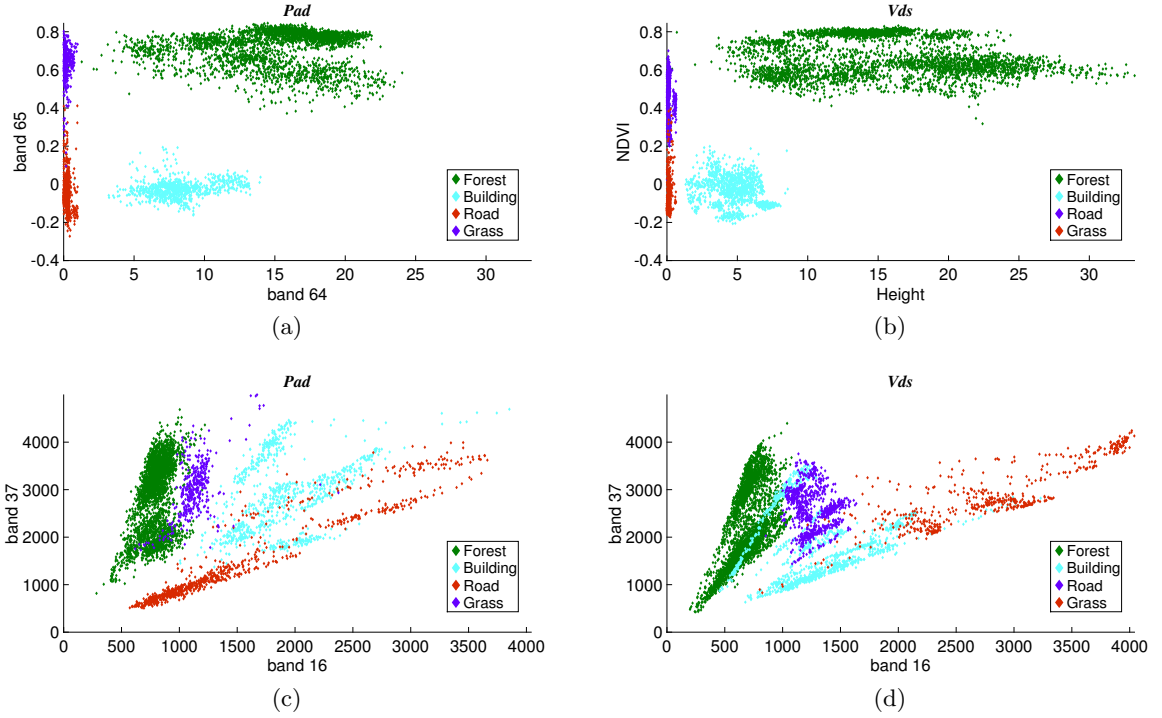 Pad
0.8
0.6
0.4
0.2
0
-0.2
-0.4
band 65
0 5 10 15 20 25 30
band 64
Forest
Building
Road
Grass
(a)
Vds
0.8
0.6
0.4
0.2
0
-0.2
-0.4
NDVI
0 5 10 15 20 25 30
Height
Forest
Building
Road
Grass
(b)
Pad
4000
3000
2000
1000
0
band 37
0 500 1000 1500 2000 2500 3000 3500 4000
band 16
Forest
Building
Road
Grass
(c)
Vds
4000
3000
2000
1000
0
band 37
0 500 1000 1500 2000 2500 3000 3500 4000
band 16
Forest
Building
Road
Grass
(d)